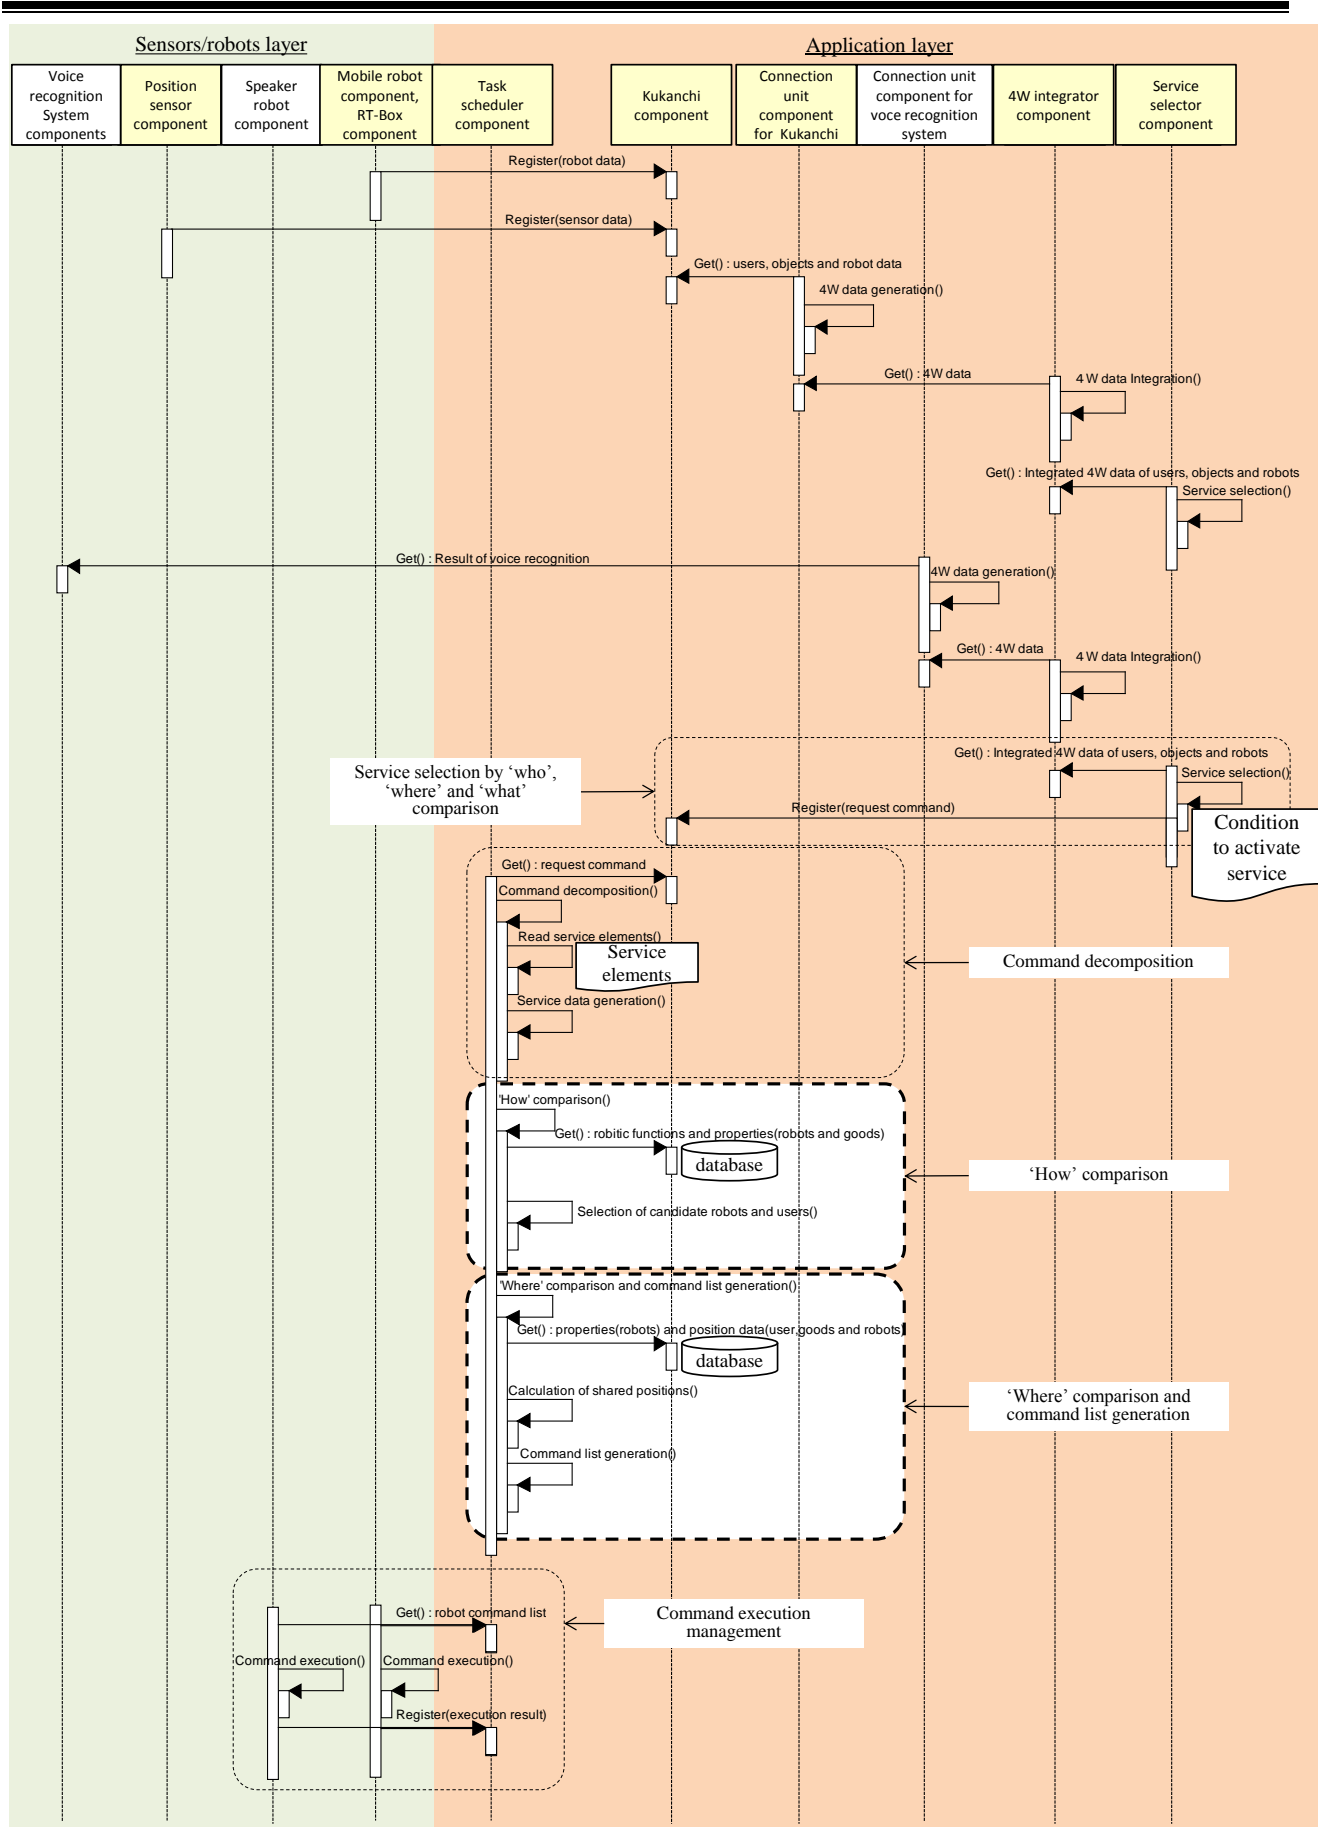 Sensors/robots layer
Application layer
Voice
recognition
System
components
Position
sensor
component
Speaker
robot
component
Mobile robot
component,
RT-Box
component
Task
scheduler
component
Kukanchi
component
Connection
unit
component
for Kukanchi
Connection unit
component for
voce recognition
system
4W integrator
component
Service
selector
component
Register(robot data)
Register(sensor data)
Get() : users, objects and robot data
4W data generation()
Get() : 4W data
4 W data Integration()
Get() : Integrated 4W data of users, objects and robots
Service selection()
Get() : Result of voice recognition
4W data generation()
Get() : 4W data
4 W data Integration()
Get() : Integrated 4W data of users, objects and robots
Service selection by ‘who’,
‘where’ and ‘what’
comparison
Service selection()
Register(request command)
Condition
to activate
service
Get() : request command
Command decomposition()
Read service elements()
Service
elements
Command decomposition
Service data generation()
'How' comparison()
Get() : robitic functions and properties(robots and goods)
database
‘How’ comparison
Selection of candidate robots and users()
'Where' comparison and command list generation()
Get() : properties(robots) and position data(user,goods and robots)
database
Calculation of shared positions()
‘Where’ comparison and
command list generation
Command list generation()
Get() : robot command list
Command execution
management
Command execution()
Command execution()
Register(execution result)